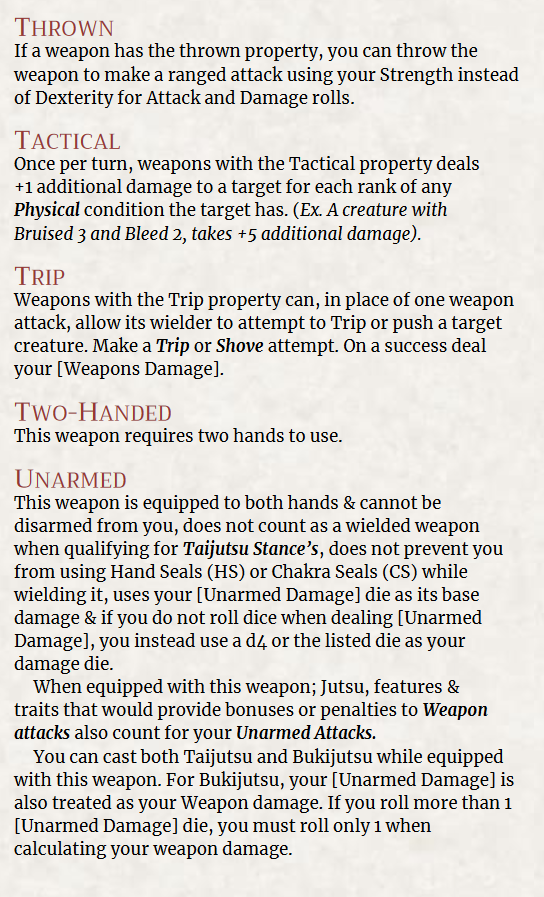 THROWN
If a weapon has the thrown property, you can throw the
weapon to make a ranged attack using your Strength instead
of Dexterity for Attack and Damage rolls.
TACTICAL
Once per turn, weapons with the Tactical property deals
+1 additional damage to a target for each rank of any
Physical condition the target has. (Ex. A creature with
Bruised 3 and Bleed 2, takes +5 additional damage).
TRIP
Weapons with the Trip property can, in place of one weapon
attack, allow its wielder to attempt to Trip or push a target
creature. Make a Trip or Shove attempt. On a success deal
your [Weapons Damage].
TWO-HANDED
This weapon requires two hands to use.
UNARMED
This weapon is equipped to both hands & cannot be
disarmed from you, does not count as a wielded weapon
when qualifying for Taijutsu Stance's, does not prevent you
from using Hand Seals (HS) or Chakra Seals (CS) while
wielding it, uses your [Unarmed Damage] die as its base
damage & if you do not roll dice when dealing [Unarmed
Damage], you instead use a d4 or the listed die as your
damage die.
When equipped with this weapon; Jutsu, features &
traits that would provide bonuses or penalties to Weapon
attacks also count for your Unarmed Attacks.
You can cast both Taijutsu and Bukijutsu while equipped
with this weapon. For Bukijutsu, your [Unarmed Damage] is
also treated as your Weapon damage. If you roll more than 1
[Unarmed Damage] die, you must roll only 1 when
calculating your weapon damage.